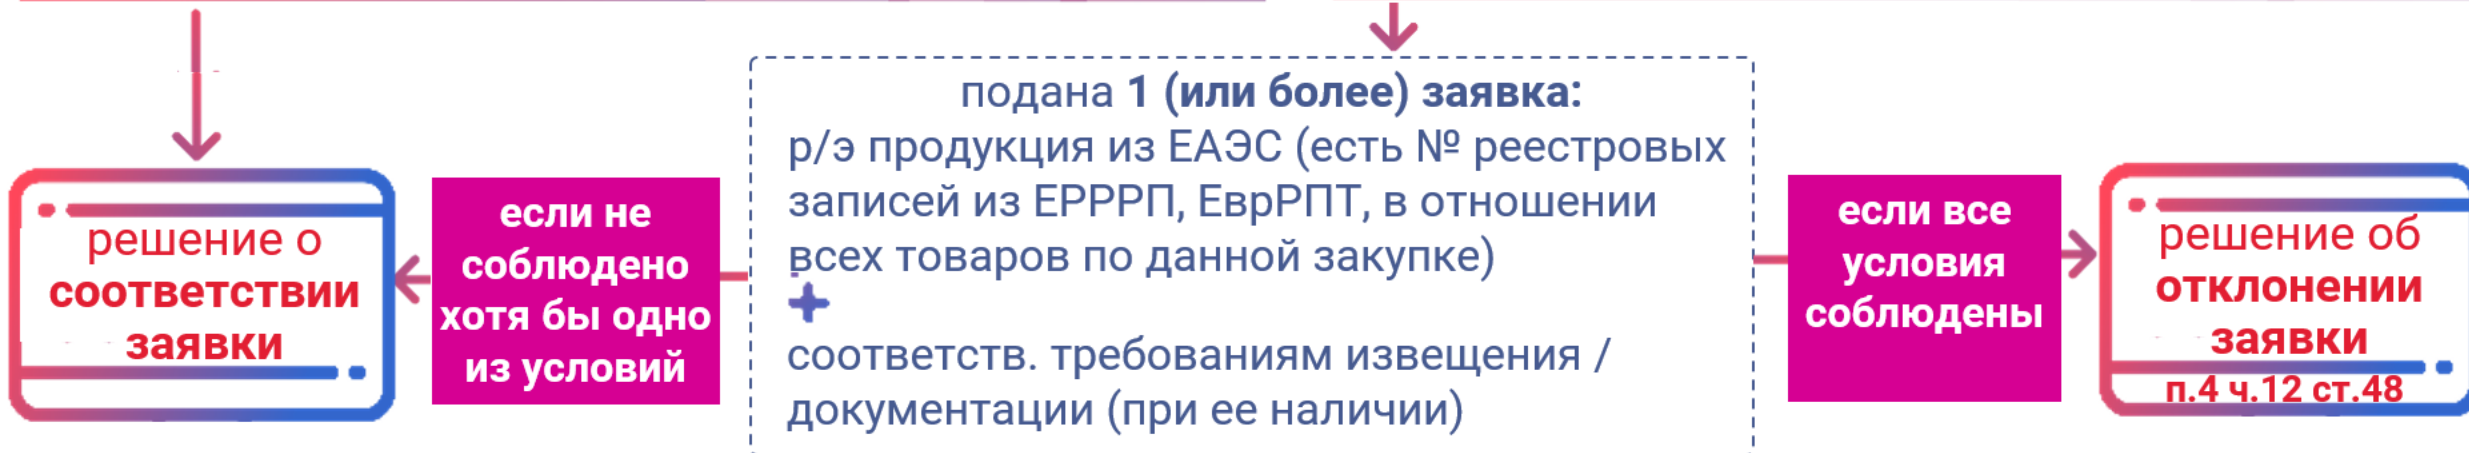 решение о
соответствии
заявки
если не
соблюдено
хотя бы одно
из условий
подана 1 (или более) заявка:
р/э продукция из ЕАЭС (есть № реестровых
записей из ЕРРРП, ЕврРПТ, в отношении
всех товаров по данной закупке)
+
соответств. требованиям извещения /
документации (при ее наличии)
если все
условия
соблюдены
решение об
отклонении
заявки
п.4 ч.12 ст.48